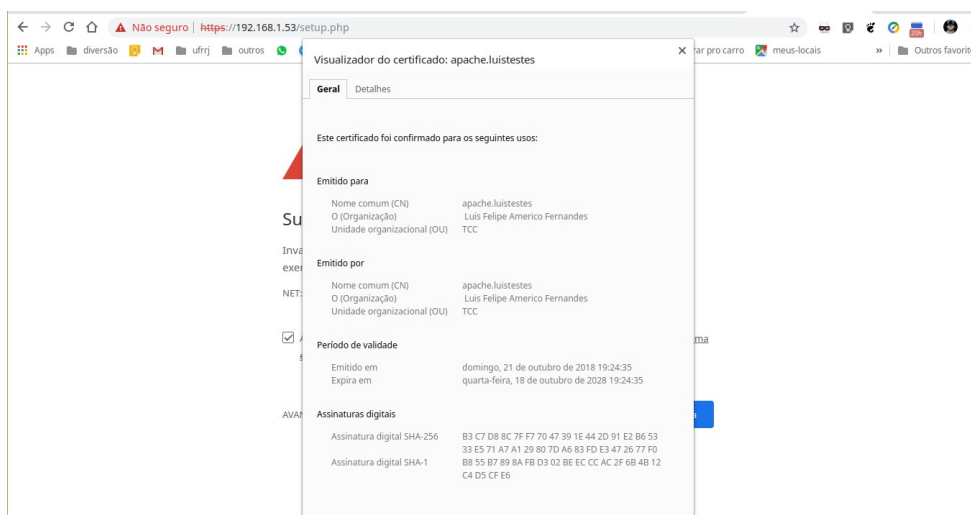 Não seguro | https://192.168.1.53/setup.php
20%
Apps diversão M ufrrj outros
rar pro carro meus-locais » Outros favorit
Visualizador do certificado: apache.luistestes ×
Geral Detalhes
Este certificado foi confirmado para os seguintes usos:
Emitido para
Nome comum (CN) apache.luistestes
O (Organização) Luis Felipe Americo Fernandes
Unidade organizacional (OU) TCC
Su
Inva
exer
Emitido por
Nome comum (CN) apache.luistestes
NET:
O (Organização) Luis Felipe Americo Fernandes
Unidade organizacional (OU) TCC
Período de validade
ma
Emitido em domingo, 21 de outubro de 2018 19:24:35
Expira em quarta-feira, 18 de outubro de 2028 19:24:35
AVAN
Assinaturas digitais
Assinatura digital SHA-256 B3 C7 D8 8C 7F F7 70 47 39 1E 44 2D 91 E2 B6 53
33 E5 71 A7 A1 29 80 7D A6 83 FD E3 47 26 77 F0
Assinatura digital SHA-1 B8 55 B7 89 8A FB D3 02 BE EC CC AC 2F 6B 4B 12
C4 D5 CF E6